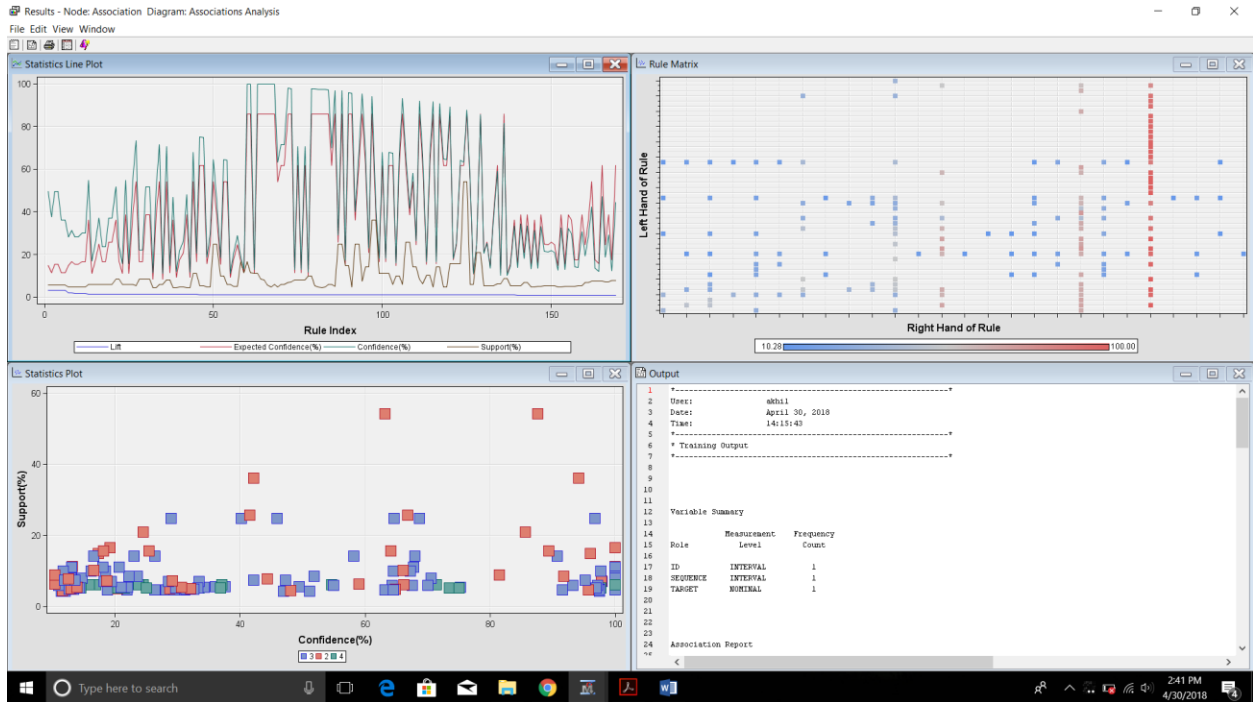 Results - Node: Association Diagram: Associations Analysis
File Edit View Window
Statistics Line Plot
100
80
60
40
20
0
0
50
100
150
Rule Index
Lift
Expected Confidence(%)
Confidence(%)
Support(%)
Rule Matrix
Left Hand of Rule
Right Hand of Rule
10.28
100.00
Statistics Plot
Support(%)
60
40
20
0
20
40
60
80
100
Confidence(%)
3 2 4
Output
1 *------------------------------------------------------------*
2 User: akhil
3 Date: April 30, 2018
4 Time: 14:15:43
5 *------------------------------------------------------------*
6 * Training Output
7 *------------------------------------------------------------*
8
9
10
11
12 Variable Summary
13
14 Measurement Frequency
15 Role Level Count
16
17 ID INTERVAL 1
18 SEQUENCE INTERVAL 1
19 TARGET NOMINAL 1
20
21
22
23
24 Association Report
25
Type here to search
2:41 PM
4/30/2018
4